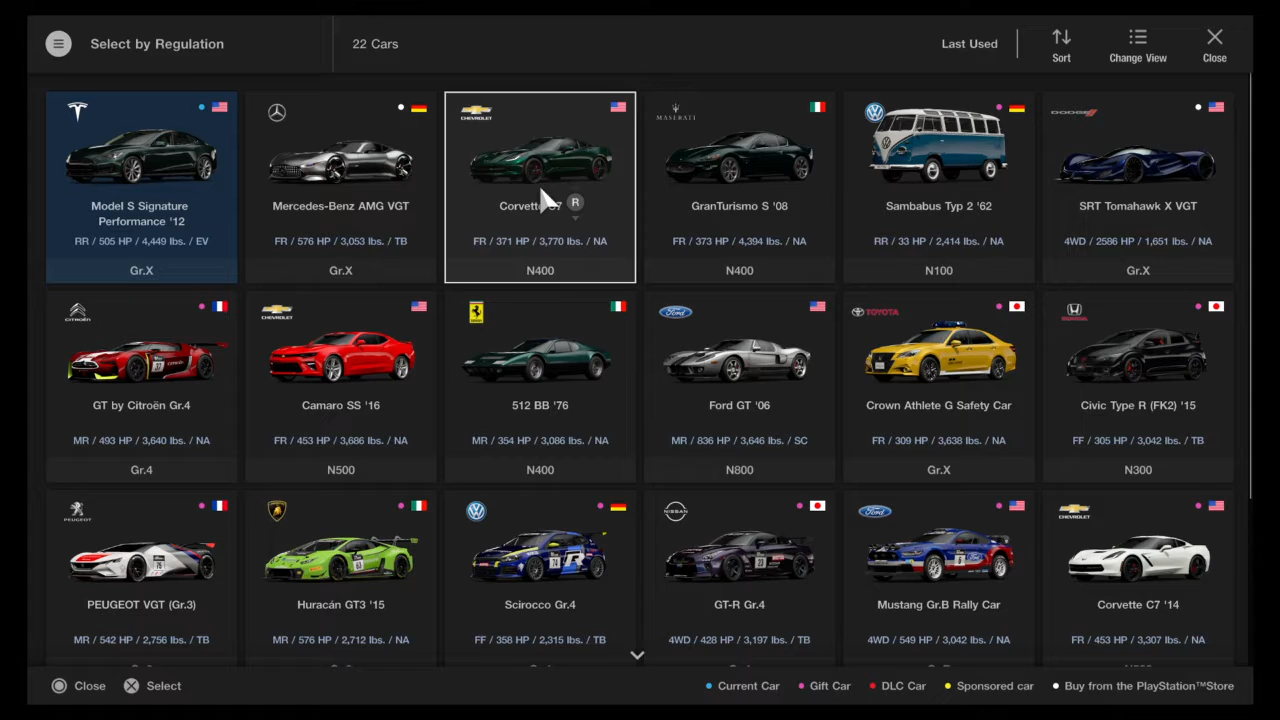 Select by Regulation
22 Cars
Last Used
Sort
Change View
Close
Model S Signature
Performance '12
RR / 505 HP / 4,449 lbs. / EV
Gr.X
Mercedes-Benz AMG VGT
FR / 576 HP / 3,053 lbs. / TB
Gr.X
CHEVROLET
Corvette
R
FR / 371 HP / 3,770 lbs. / NA
N400
MASERATI
GranTurismo S '08
FR / 373 HP / 4,394 lbs. / NA
N400
Sambabus Typ 2 '62
RR / 33 HP / 2,414 lbs. / NA
N100
DODGE
SRT Tomahawk X VGT
4WD / 2586 HP / 1,651 lbs. / NA
Gr.X
CITROËN
GT by Citroën Gr.4
MR / 493 HP / 3,640 lbs. / NA
Gr.4
CHEVROLET
Camaro SS '16
FR / 453 HP / 3,686 lbs. / NA
N500
512 BB '76
MR / 354 HP / 3,086 lbs. / NA
N400
Ford
Ford GT '06
MR / 836 HP / 3,646 lbs. / SC
N800
TOYOTA
Crown Athlete G Safety Car
FR / 309 HP / 3,638 lbs. / NA
Gr.X
HONDA
Civic Type R (FK2) '15
FF / 305 HP / 3,042 lbs. / TB
N300
PEUGEOT
PEUGEOT VGT (Gr.3)
MR / 542 HP / 2,756 lbs. / TB
Huracán GT3 '15
MR / 576 HP / 2,712 lbs. / NA
Scirocco Gr.4
FF / 358 HP / 2,315 lbs. / TB
NISSAN
GT-R Gr.4
4WD / 428 HP / 3,197 lbs. / TB
Ford
Mustang Gr.B Rally Car
4WD / 549 HP / 3,042 lbs. / NA
CHEVROLET
Corvette C7 '14
FR / 453 HP / 3,307 lbs. / NA
Close
Select
Current Car
Gift Car
DLC Car
Sponsored car
Buy from the PlayStation™Store